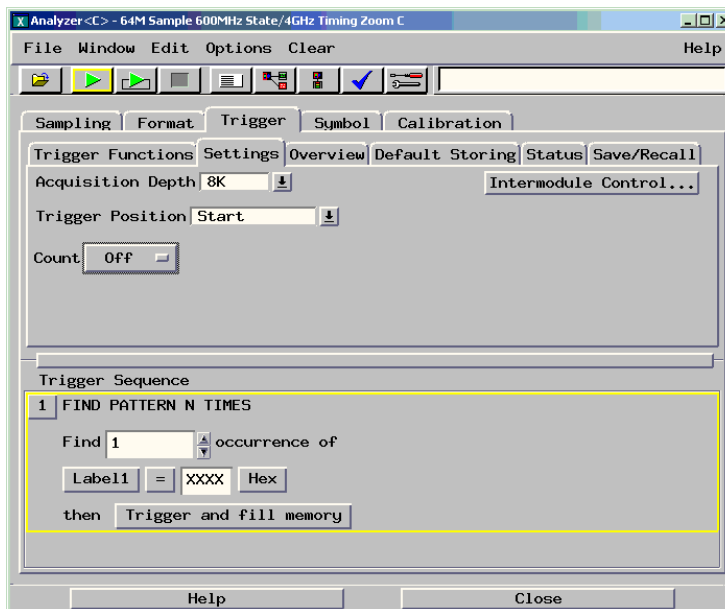 Analyzer<C> - 64M Sample 600MHz State/4GHz Timing Zoom C
File Window Edit Options Clear Help
Sampling Format Trigger Symbol Calibration
Trigger Functions Settings Overview Default Storing Status Save/Recall
Acquisition Depth 8K Intermodule Control...
Trigger Position Start
Count Off
Trigger Sequence
1 FIND PATTERN N TIMES
Find 1 occurrence of
Label1 = XXXX Hex
then Trigger and fill memory
Help Close